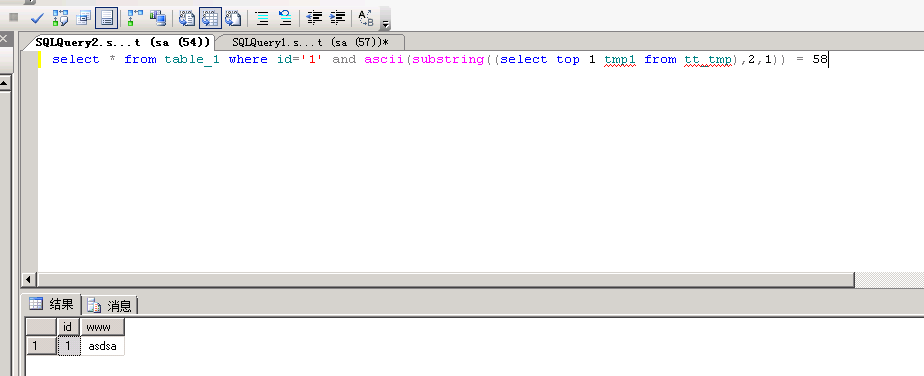 SQLQuery2.s...t (sa (54)) SQLQuery1.s...t (sa (57))*
select * from table_1 where id='1' and ascii(substring((select top 1 tmp1 from tt_tmp),2,1)) = 58
结果 消息
id www
1 1 asdsa